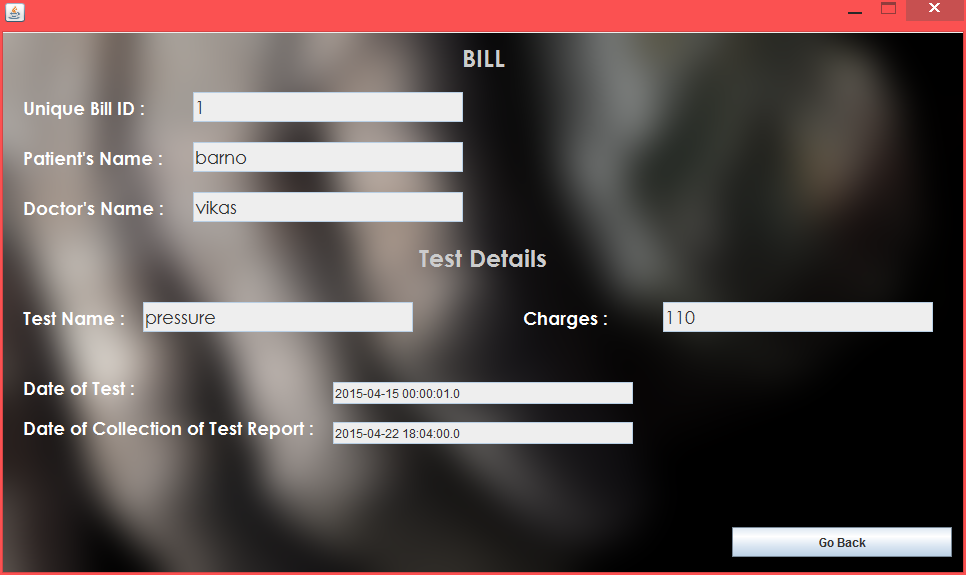 BILL
Unique Bill ID : 1
Patient's Name : barno
Doctor's Name : vikas
Test Details
Test Name : pressure Charges : 110
Date of Test : 2015-04-15 00:00:01.0
Date of Collection of Test Report : 2015-04-22 18:04:00.0
Go Back